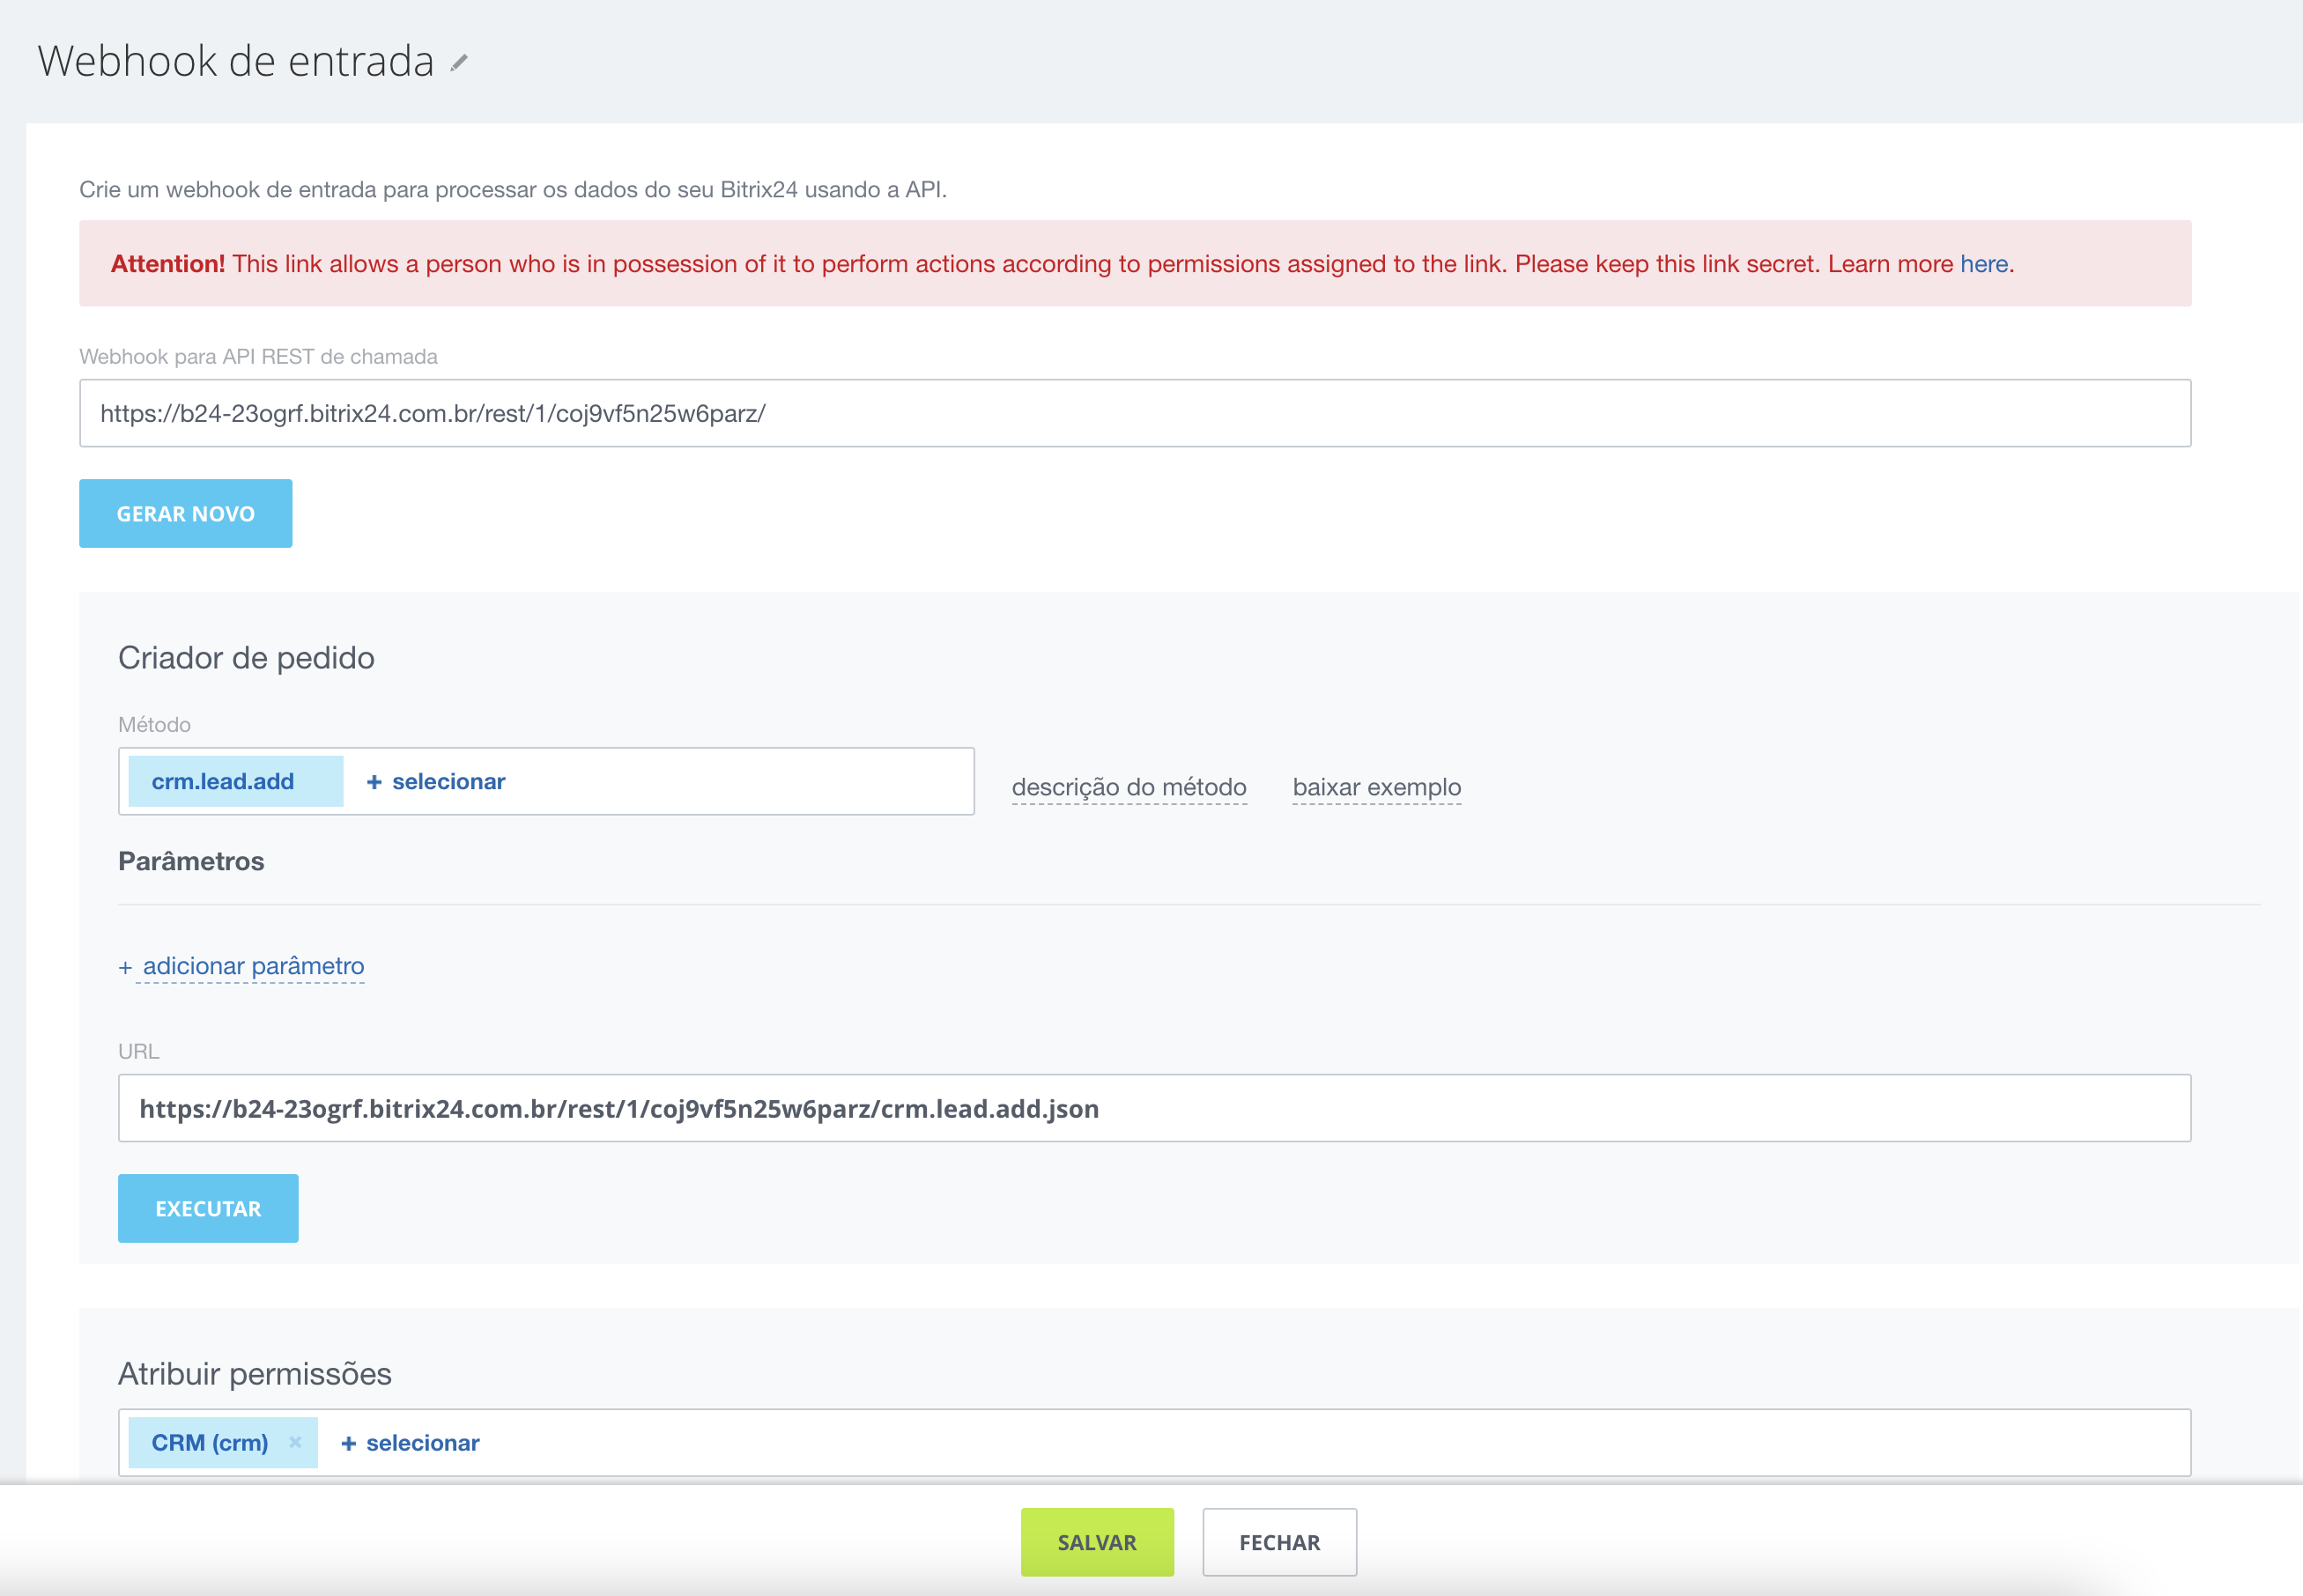 Webhook de entrada
Crie um webhook de entrada para processar os dados do seu Bitrix24 usando a API.
Attention! This link allows a person who is in possession of it to perform actions according to permissions assigned to the link. Please keep this link secret. Learn more here.
Webhook para API REST de chamada
https://b24-23ogrf.bitrix24.com.br/rest/1/coj9vf5n25w6parz/
GERAR NOVO
Criador de pedido
Método
crm.lead.add + selecionar descrição do método baixar exemplo
Parâmetros
+ adicionar parâmetro
URL
https://b24-23ogrf.bitrix24.com.br/rest/1/coj9vf5n25w6parz/crm.lead.add.json
EXECUTAR
Atribuir permissões
CRM (crm) × + selecionar
SALVAR FECHAR